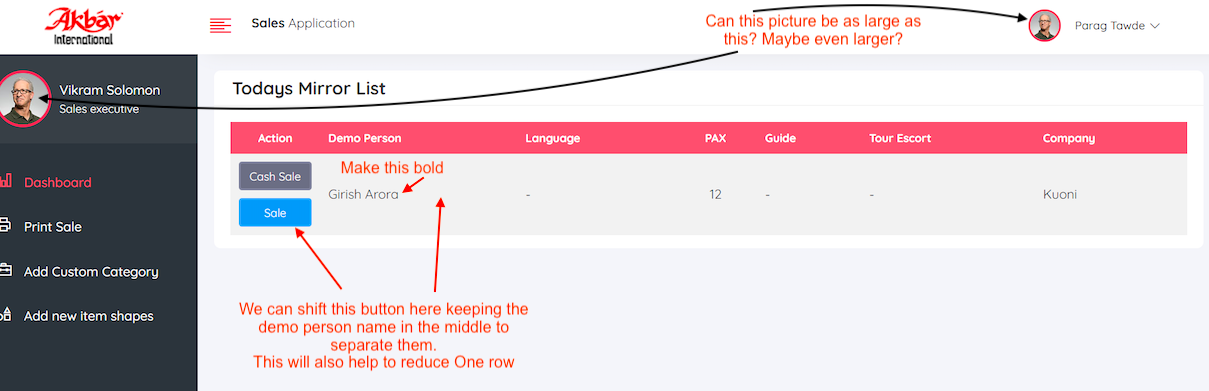 Akbar
International
Sales Application
Can this picture be as large as
this? Maybe even larger?
Parag Tawde
Vikram Solomon
Sales executive
Todays Mirror List
Action Demo Person Language PAX Guide Tour Escort Company
Make this bold
Cash Sale
Girish Arora - 12 - - Kuoni
Sale
Dashboard
Print Sale
Add Custom Category
Add new item shapes
We can shift this button here keeping the
demo person name in the middle to
separate them.
This will also help to reduce One row